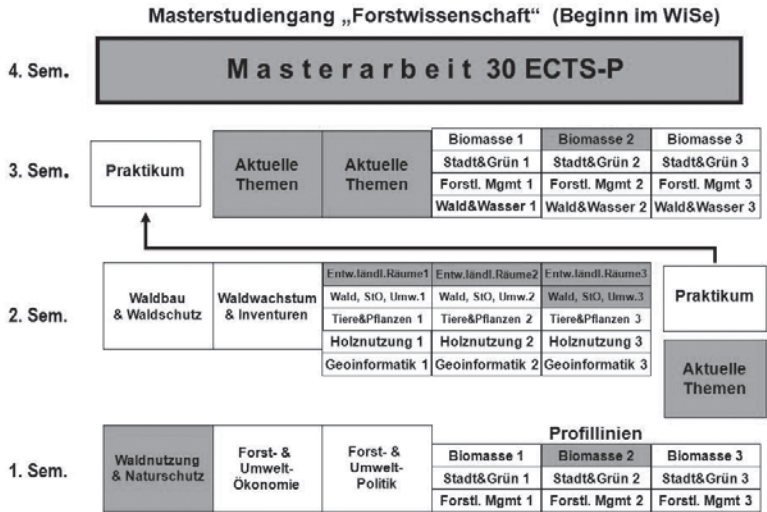 Masterstudiengang „Forstwissenschaft“ (Beginn im WiSe)
4. Sem.
Masterarbeit 30 ECTS-P
3. Sem.
Praktikum
Aktuelle
Themen
Aktuelle
Themen
Biomasse 1 Biomasse 2 Biomasse 3
Stadt&Grün 1 Stadt&Grün 2 Stadt&Grün 3
Forstl. Mgmt 1 Forstl. Mgmt 2 Forstl. Mgmt 3
Wald&Wasser 1 Wald&Wasser 2 Wald&Wasser 3
2. Sem.
Waldbau
& Waldschutz
Waldwachstum
& Inventuren
Entw.ländl.Räume1 Entw.ländl.Räume2 Entw.ländl.Räume3
Wald, StO, Umw.1 Wald, StO, Umw.2 Wald, StO, Umw.3
Tiere&Pflanzen 1 Tiere&Pflanzen 2 Tiere&Pflanzen 3
Holznutzung 1 Holznutzung 2 Holznutzung 3
Geoinformatik 1 Geoinformatik 2 Geoinformatik 3
Praktikum
Aktuelle
Themen
1. Sem.
Waldnutzung
& Naturschutz
Forst- &
Umwelt-
Ökonomie
Forst- &
Umwelt-
Politik
Profillinien
Biomasse 1 Biomasse 2 Biomasse 3
Stadt&Grün 1 Stadt&Grün 2 Stadt&Grün 3
Forstl. Mgmt 1 Forstl. Mgmt 2 Forstl. Mgmt 3